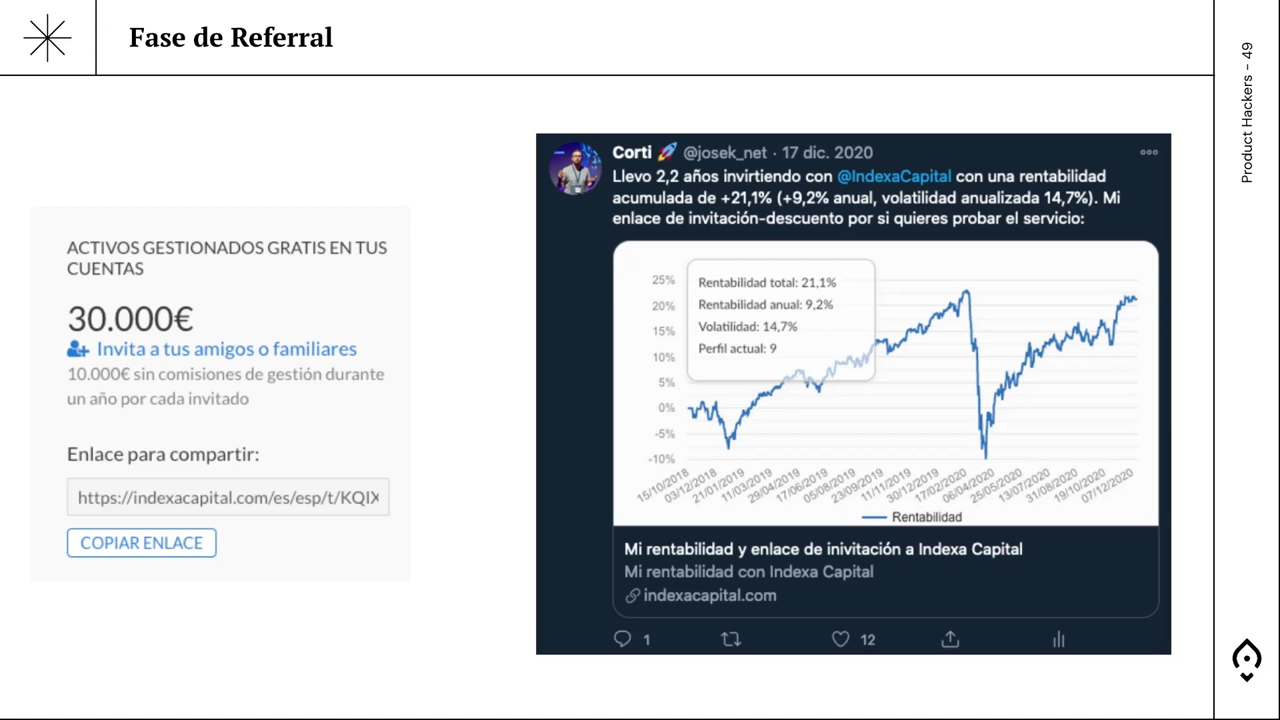 Fase de Referral
Product Hackers – 49
ACTIVOS GESTIONADOS GRATIS EN TUS
CUENTAS
30.000€
Invita a tus amigos o familiares
10.000€ sin comisiones de gestión durante
un año por cada invitado
Enlace para compartir:
https://indexacapital.com/es/esp/t/KQIX
COPIAR ENLACE
Corti 🚀 @josek_net · 17 dic. 2020
Llevo 2,2 años invirtiendo con @IndexaCapital con una rentabilidad
acumulada de +21,1% (+9,2% anual, volatilidad anualizada 14,7%). Mi
enlace de invitación-descuento por si quieres probar el servicio:
Rentabilidad total: 21,1%
Rentabilidad anual: 9,2%
Volatilidad: 14,7%
Perfil actual: 9
25%
20%
15%
10%
5%
0%
-5%
-10%
15/10/2018
03/12/2018
21/01/2019
11/03/2019
29/04/2019
17/06/2019
05/08/2019
23/09/2019
11/11/2019
30/12/2019
17/02/2020
06/04/2020
25/05/2020
13/07/2020
31/08/2020
19/10/2020
07/12/2020
Rentabilidad
Mi rentabilidad y enlace de inivitación a Indexa Capital
Mi rentabilidad con Indexa Capital
indexacapital.com
1
12